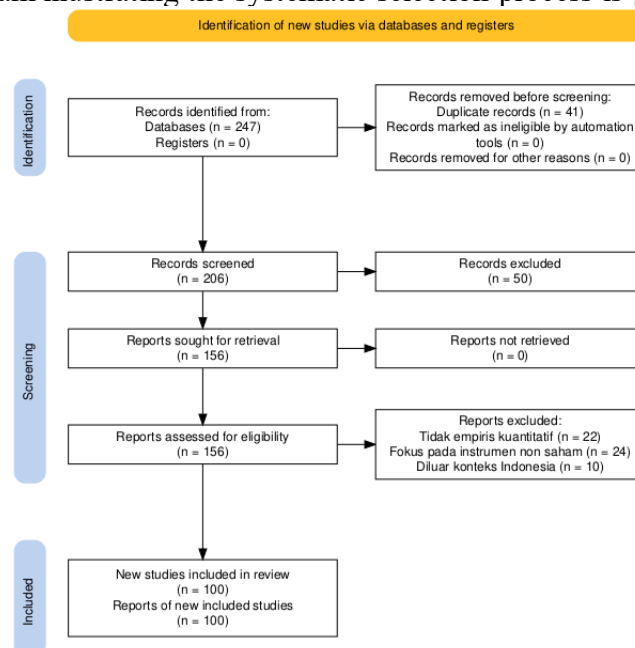 Identification of new studies via databases and registers
Identification
Records identified from:
Databases (n = 247)
Registers (n = 0)
Records removed before screening:
Duplicate records (n = 41)
Records marked as ineligible by automation
tools (n = 0)
Records removed for other reasons (n = 0)
Screening
Records screened
(n = 206)
Records excluded
(n = 50)
Reports sought for retrieval
(n = 156)
Reports not retrieved
(n = 0)
Reports assessed for eligibility
(n = 156)
Reports excluded:
Tidak empiris kuantitatif (n = 22)
Fokus pada instrumen non saham (n = 24)
Diluar konteks Indonesia (n = 10)
Included
New studies included in review
(n = 100)
Reports of new included studies
(n = 100)